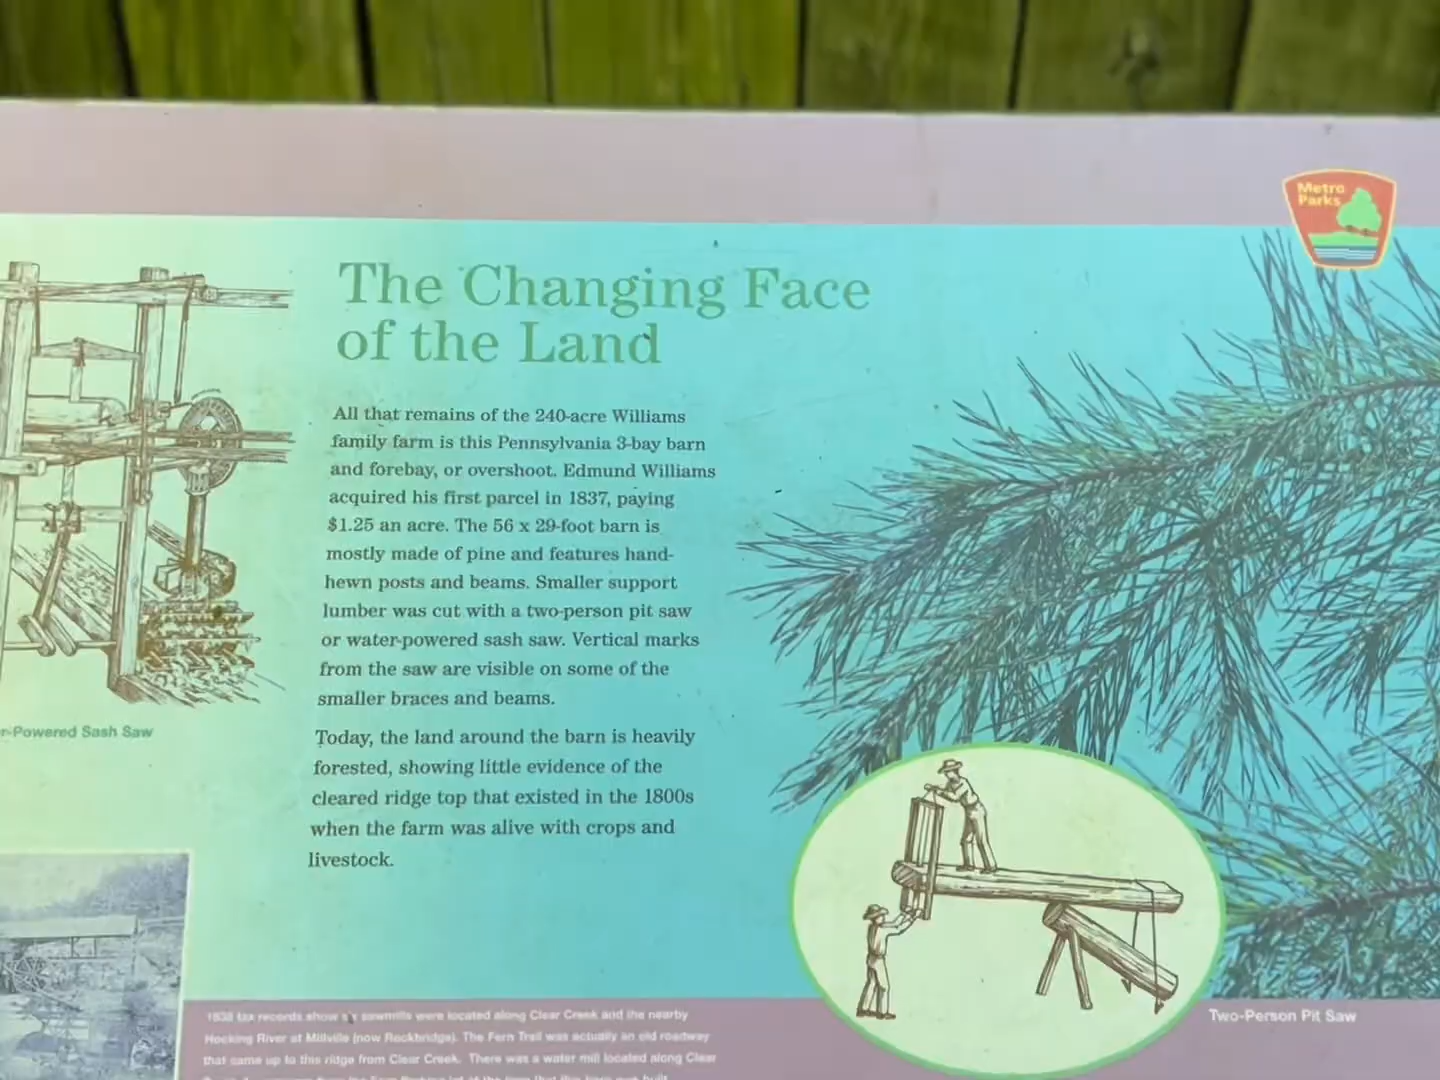 Metro
Parks
The Changing Face
of the Land
All that remains of the 240-acre Williams
family farm is this Pennsylvania 3-bay barn
and forebay, or overshoot. Edmund Williams
acquired his first parcel in 1837, paying
$1.25 an acre. The 56 x 29-foot barn is
mostly made of pine and features hand-
hewn posts and beams. Smaller support
lumber was cut with a two-person pit saw
or water-powered sash saw. Vertical marks
from the saw are visible on some of the
smaller braces and beams.
Today, the land around the barn is heavily
forested, showing little evidence of the
cleared ridge top that existed in the 1800s
when the farm was alive with crops and
livestock.
r-Powered Sash Saw
Two-Person Pit Saw
tax records show six sawmills were located along Clear Creek and the nearby
Hocking River at Millville (now Rockbridge). The Fern Trail was actually an old roadway
that came up to this ridge from Clear Creek. There was a water mill located along Clear